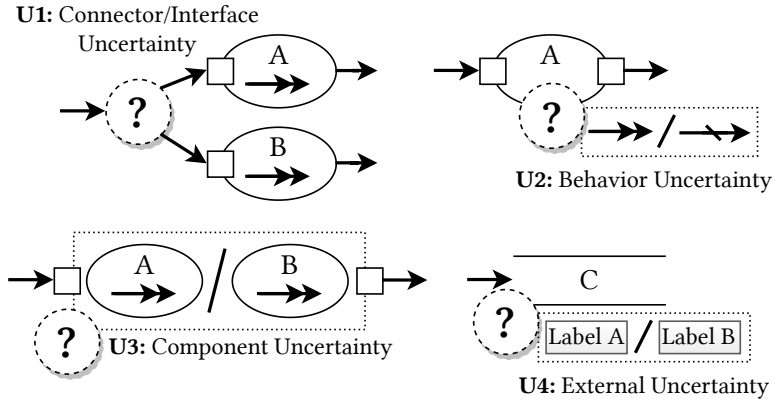 U1: Connector/Interface
Uncertainty
A
?
B
A
?
/
U2: Behavior Uncertainty
A / B
?
U3: Component Uncertainty
C
?
Label A / Label B
U4: External Uncertainty